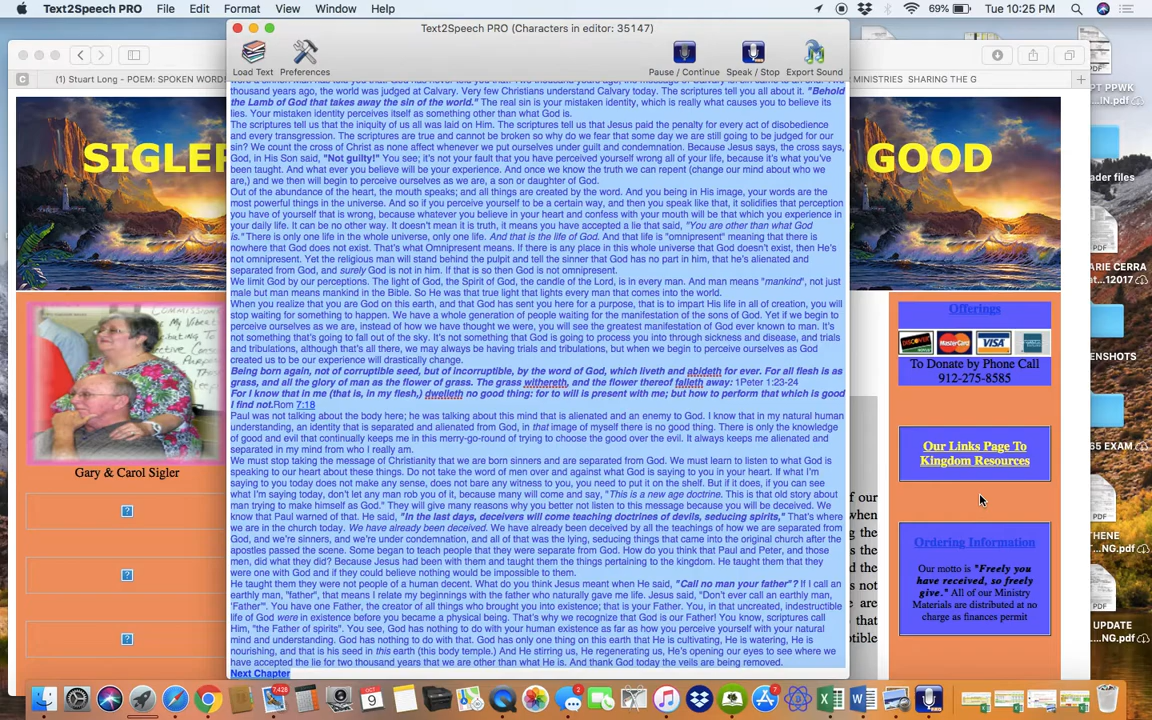 Text2Speech PRO File Edit Format View Window Help 69% Tue 10:25 PM
Text2Speech PRO (Characters in editor: 35147)
Load Text Preferences Pause / Continue Speak / Stop Export Sound
(1) Stuart Long - POEM: SPOKEN WORD
MINISTRIES SHARING THE G
years ago, the world was judged at Calvary. Very few Christians understand Calvary today. The scriptures tell you all about it. "Behold
the Lamb of God that takes away the sin of the world." The real sin is your mistaken identity, which is really what causes you to believe its
lies. Your mistaken identity perceives itself as something other than what God is.
The scriptures tell us that the iniquity of us all was laid on Him. The scriptures tell us that Jesus paid the penalty for every act of disobedience
and every transgression. The scriptures are true and cannot be broken so why do we fear that some day we are still going to be judged for our
sin? We count the cross of Christ as none affect whenever we put ourselves under guilt and condemnation. Because Jesus says, the cross says,
God, in His Son said, "Not guilty!" You see; it's not your fault that you have perceived yourself wrong all of your life, because it's what you've
been taught. And what ever you believe will be your experience. And once we know the truth we can repent (change our mind about who we
are,) and we then will begin to perceive ourselves as we are, a son or daughter of God.
Out of the abundance of the heart, the mouth speaks; and all things are created by the word. And you being in His image, your words are the
most powerful things in the universe. And so if you perceive yourself to be a certain way, and then you speak like that, it solidifies that perception
you have of yourself that is wrong, because whatever you believe in your heart and confess with your mouth will be that which you experience in
your daily life. It can be no other way. It doesn't mean it is truth, it means you have accepted a lie that said, "You are other than what God
is." There is only one life in the whole universe, only one life. And that is the life of God. And that life is "omnipresent" meaning that there is
nowhere that God does not exist. That's what Omnipresent means. If there is any place in this whole universe that God doesn't exist, then He's
not omnipresent. Yet the religious man will stand behind the pulpit and tell the sinner that God has no part in him, that he's alienated and
separated from God, and surely God is not in him. If that is so then God is not omnipresent.
We limit God by our perceptions. The light of God, the Spirit of God, the candle of the Lord, is in every man. And man means "mankind", not just
male but man means mankind in the Bible. So He was that true light that lights every man that comes into the world.
When you realize that you are God on this earth, and that God has sent you here for a purpose, that is to impart His life in all of creation, you will
stop waiting for something to happen. We have a whole generation of people waiting for the manifestation of the sons of God. Yet if we begin to
perceive ourselves as we are, instead of how we have thought we were, you will see the greatest manifestation of God ever known to man. It's
not something that's going to fall out of the sky. It's not something that God is going to process you into through sickness and disease, and trials
and tribulations, although that's all there, we may always be having trials and tribulations, but when we begin to perceive ourselves as God
created us to be our experience will drastically change.
Being born again, not of corruptible seed, but of incorruptible, by the word of God, which liveth and abideth for ever. For all flesh is as
grass, and all the glory of man as the flower of grass. The grass withereth, and the flower thereof falleth away: 1Peter 1:23-24
For I know that in me (that is, in my flesh,) dwelleth no good thing: for to will is present with me; but how to perform that which is good
I find not.Rom 7:18
Paul was not talking about the body here; he was talking about this mind that is alienated and an enemy to God. I know that in my natural human
understanding, an identity that is separated and alienated from God, in that image of myself there is no good thing. There is only the knowledge
of good and evil that continually keeps me in this merry-go-round of trying to choose the good over the evil. It always keeps me alienated and
separated in my mind from who I really am.
We must stop taking the message of Christianity that we are born sinners and are separated from God. We must learn to listen to what God is
speaking to our heart about these things. Do not take the word of men over and against what God is saying to you in your heart. If what I'm
saying to you today does not make any sense, does not bare any witness to you, you need to put it on the shelf. But if it does, if you can see
what I'm saying today, don't let any man rob you of it, because many will come and say, "This is a new age doctrine. This is that old story about
man trying to make himself as God." They will give many reasons why you better not listen to this message because you will be deceived. We
know that Paul warned of that. He said, "In the last days, deceivers will come teaching doctrines of devils, seducing spirits," That's where
we are in the church today. We have already been deceived. We have already been deceived by all the teachings of how we are separated from
God, and we're sinners, and we're under condemnation, and all of that was the lying, seducing things that came into the original church after the
apostles passed the scene. Some began to teach people that they were separate from God. How do you think that Paul and Peter, and those
men, did what they did? Because Jesus had been with them and taught them the things pertaining to the kingdom. He taught them that they
were one with God and if they could believe nothing would be impossible to them.
He taught them they were not people of a human decent. What do you think Jesus meant when He said, "Call no man your father"? If I call an
earthly man, "father", that means I relate my beginnings with the father who naturally gave me life. Jesus said, "Don't ever call an earthly man,
'Father'". You have one Father, the creator of all things who brought you into existence; that is your Father. You, in that uncreated, indestructible
life of God were in existence before you became a physical being. That's why we recognize that God is our Father! You know, scriptures call
Him, "the Father of spirits". You see, God has nothing to do with your human existence as far as how you perceive yourself with your natural
mind and understanding. God has nothing to do with that. God has only one thing on this earth that He is cultivating, He is watering, He is
nourishing, and that is his seed in this earth (this body temple.) And He stirring us, He regenerating us, He's opening our eyes to see where we
have accepted the lie for two thousand years that we are other than what He is. And thank God today the veils are being removed.
Next Chapter
SIGLER
GOOD
Gary & Carol Sigler
Offerings
DISCOVER MasterCard VISA
To Donate by Phone Call
912-275-8585
Our Links Page To
Kingdom Resources
Ordering Information
Our motto is "Freely you
have received, so freely
give." All of our Ministry
Materials are distributed at no
charge as finances permit
of our
when
g the
d the
s not
e are
tible
PT PPWK
IN.pdf
ader files
ARIE CERRA
12017
ENSHOTS
65 EXAM
THENE
NG.pdf
UPDATE
NG.pdf
7,428
OCT
9
2
7